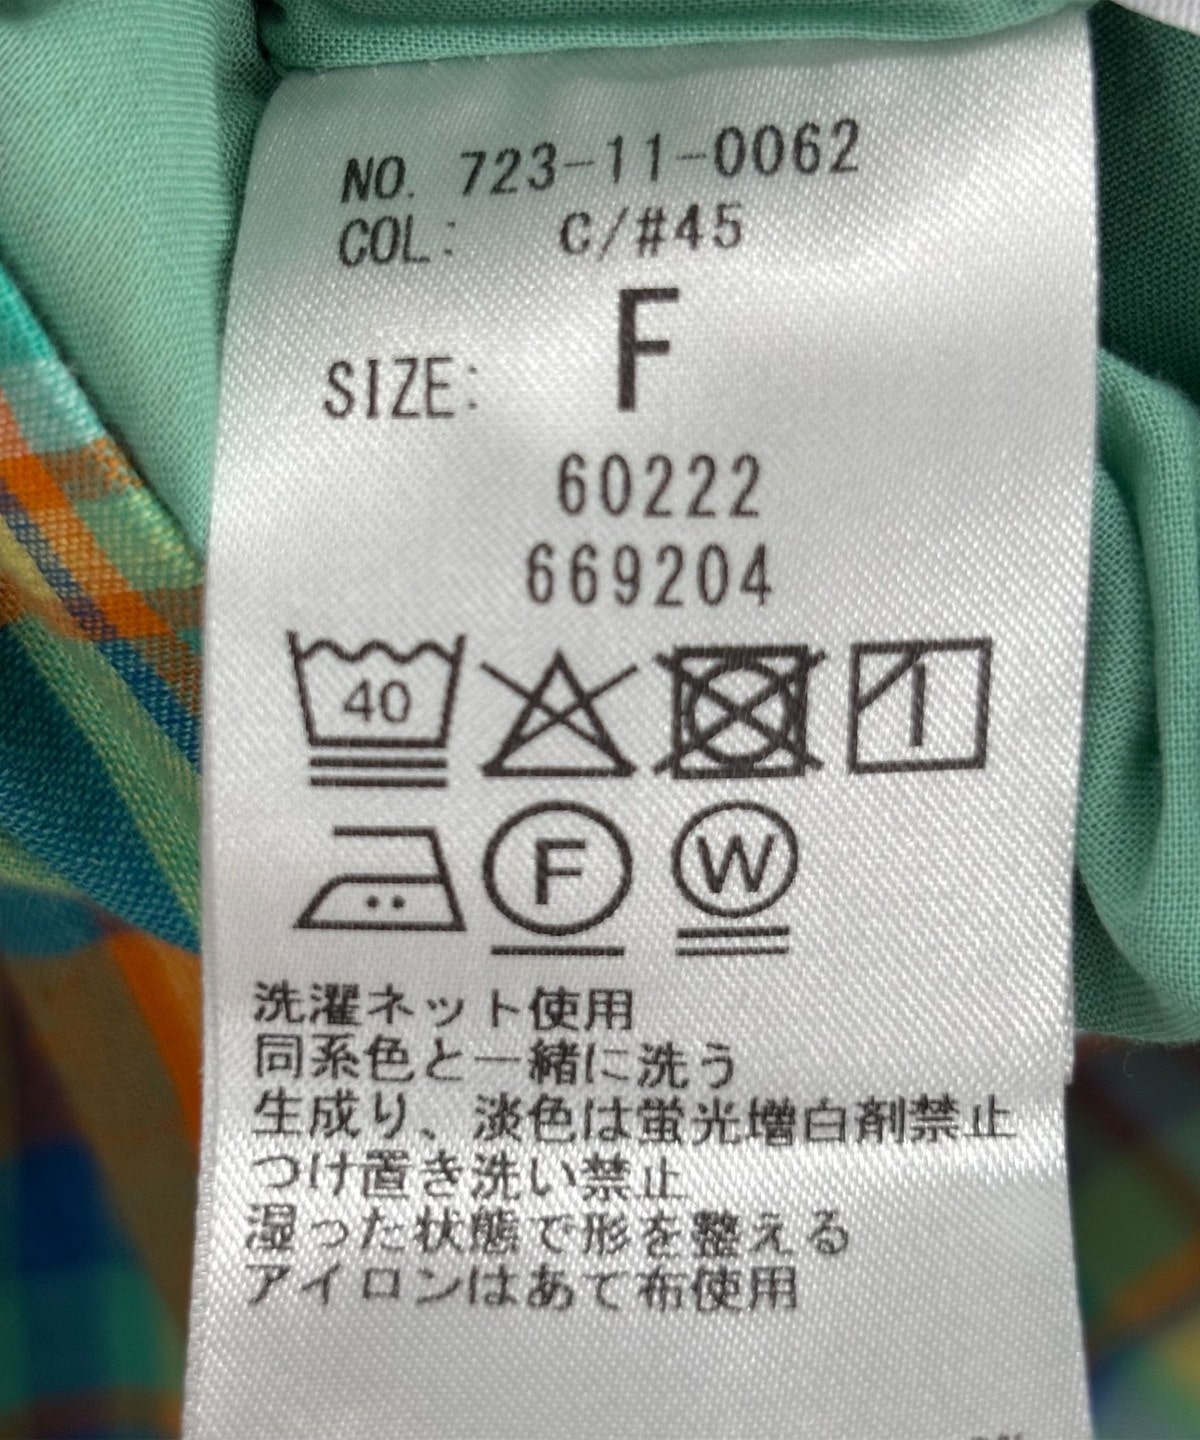 NO. 723-11-0062
COL: C/#45
SIZE: F
60222
669204
40
F W
洗濯ネット使用
同系色と一緒に洗う
生成り、淡色は蛍光増白剤禁止
つけ置き洗い禁止
湿った状態で形を整える
アイロンはあて布使用